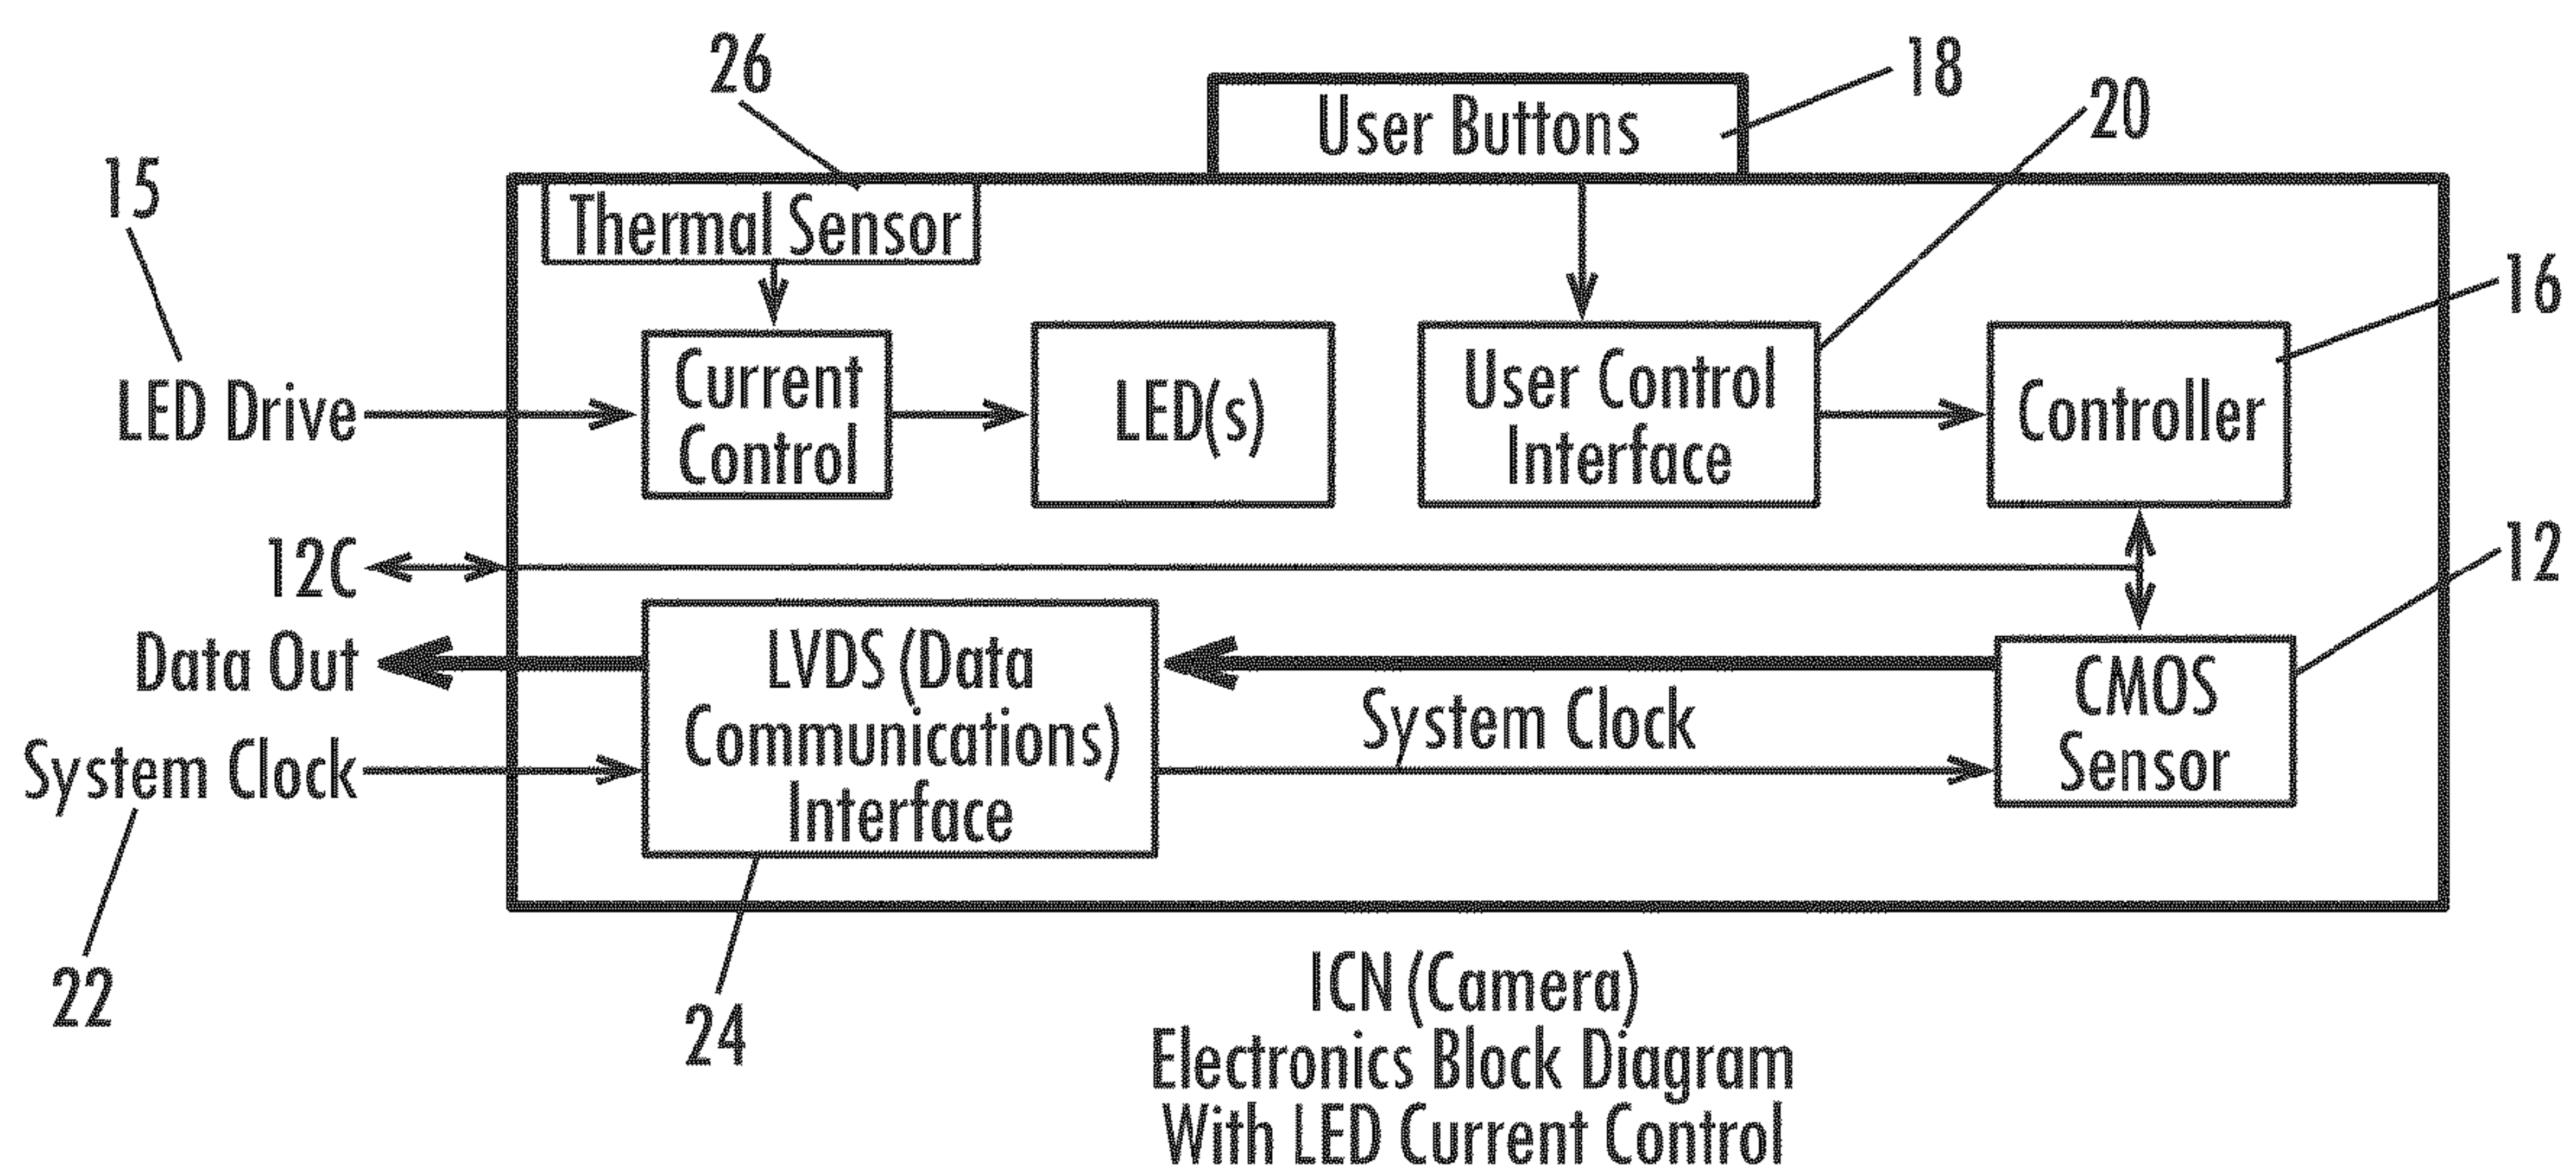 26
18
User Buttons
20
15
Thermal Sensor
16
LED Drive
Current
Control
LED(s)
User Control
Interface
Controller
12C
12
Data Out
LVDS (Data
Communications)
Interface
System Clock
CMOS
Sensor
System Clock
22
24
ICN (Camera)
Electronics Block Diagram
With LED Current Control